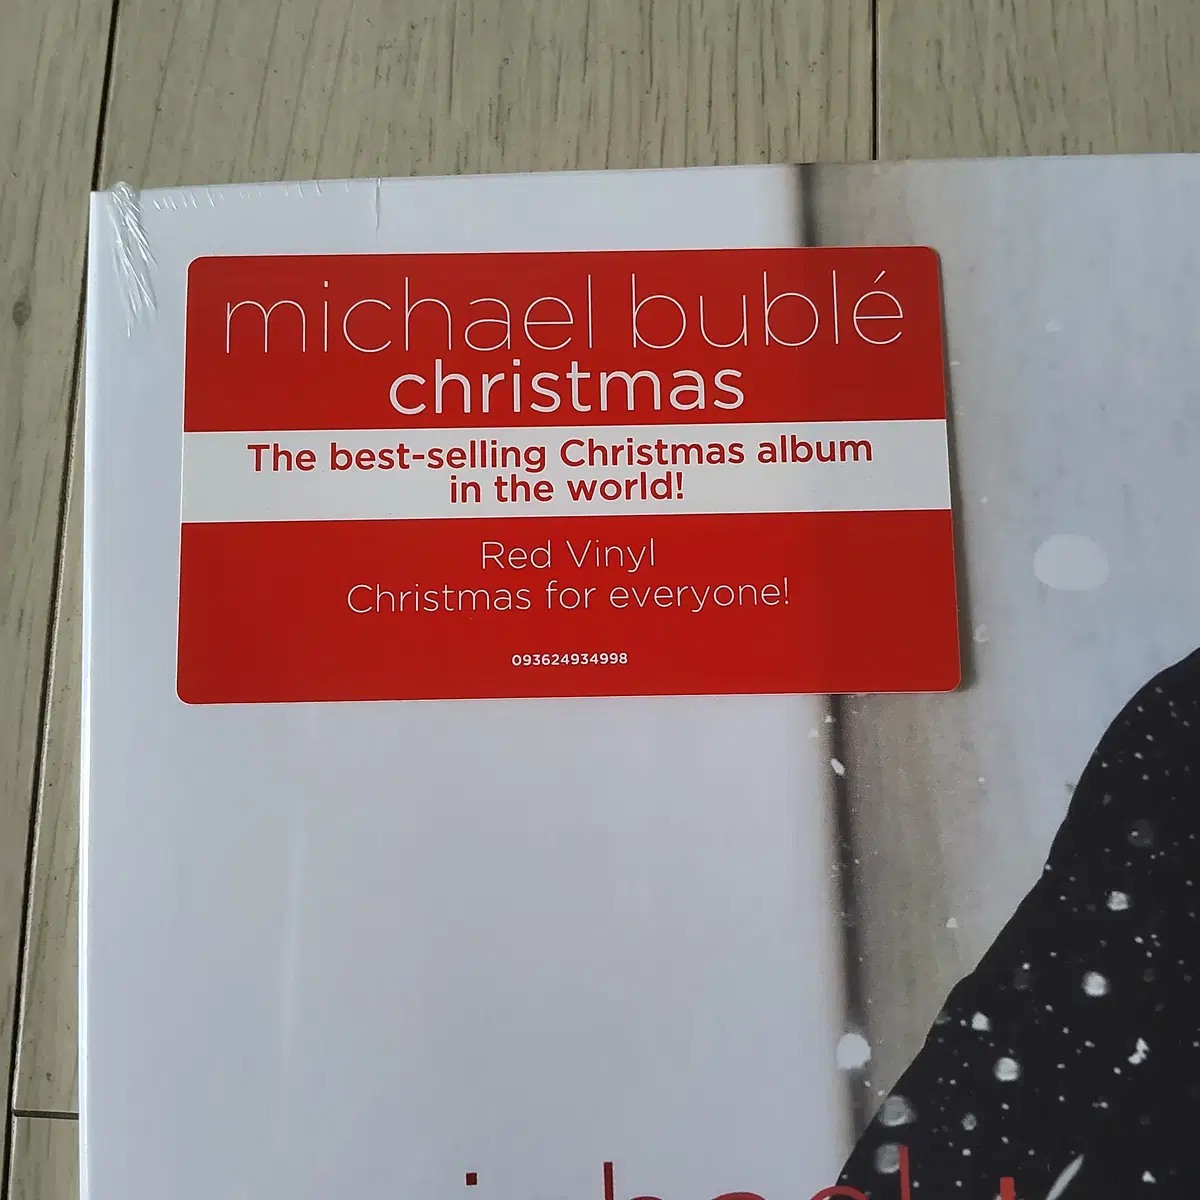 michael bublé
christmas
The best-selling Christmas album
in the world!
Red Vinyl
Christmas for everyone!
093624934998